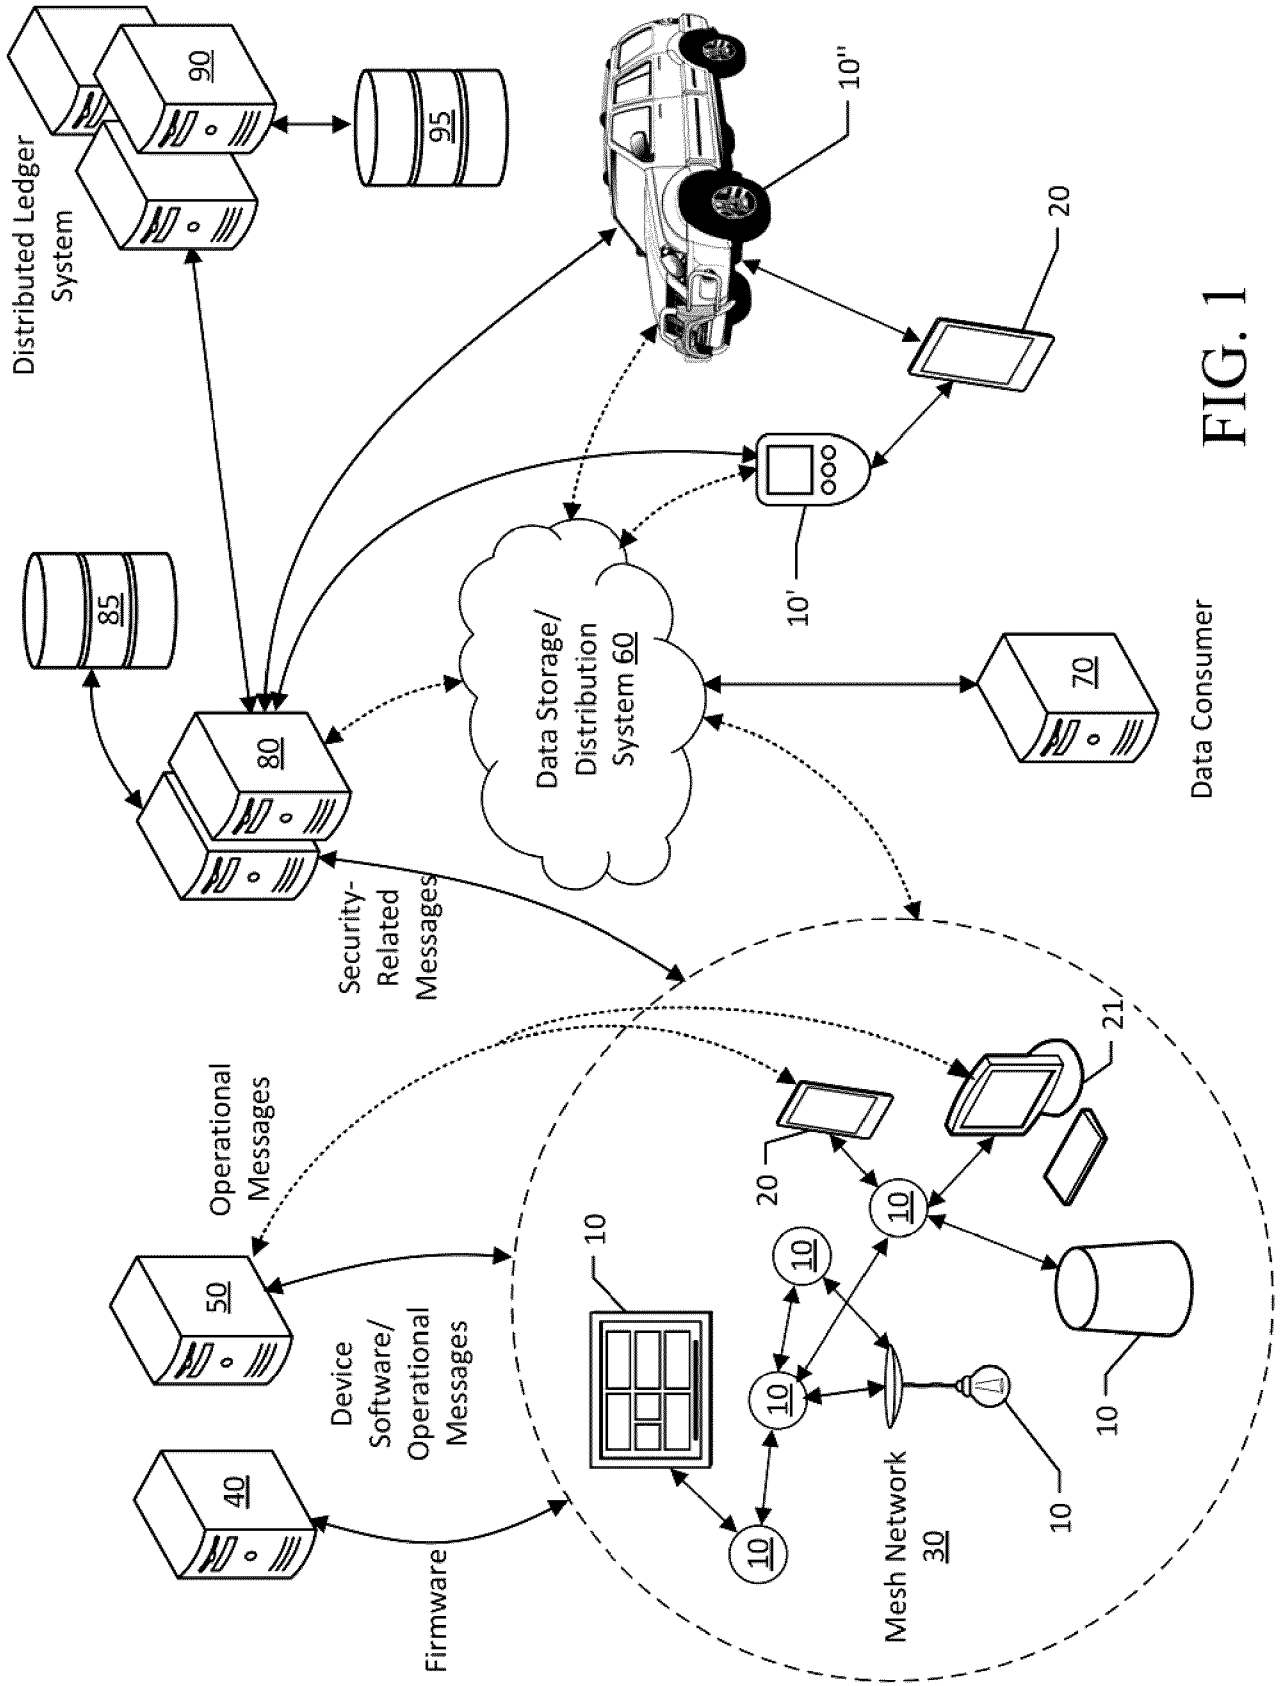 Distributed Ledger
System
90
95
85
80
Operational
Messages
50
40
Security-
Related
Messages
Device
Software/
Operational
Messages
Firmware
Data Storage/
Distribution
System 60
10
10
10
10
10
20
10
21
10
10
Mesh Network
30
10'
10"
20
70
Data Consumer
FIG. 1